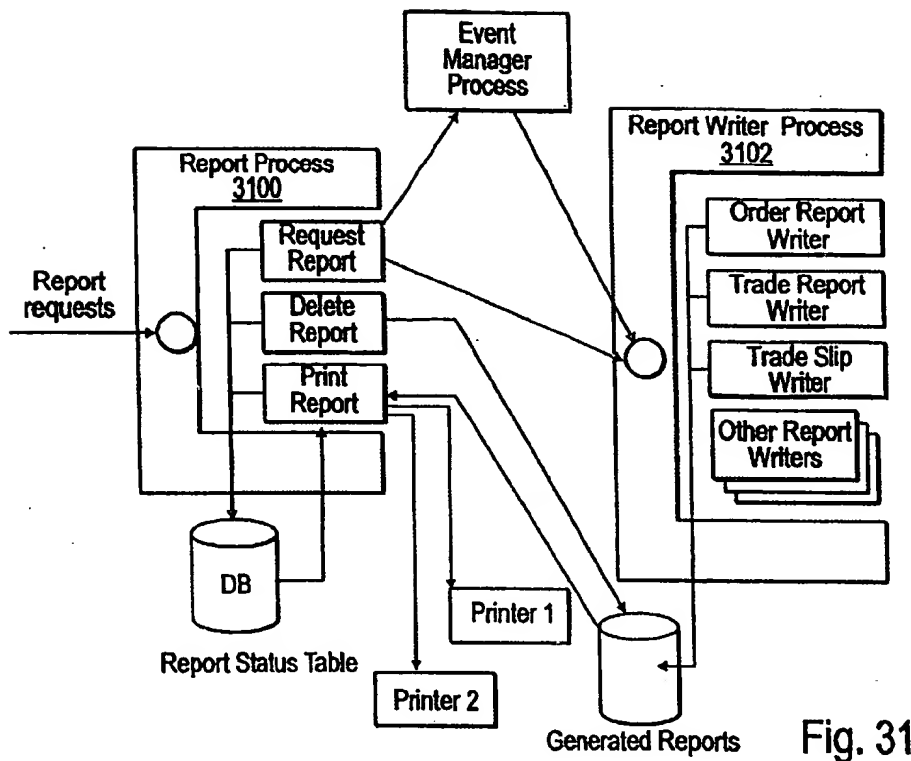 Event
Manager
Process
Report Writer Process
3102
Report Process
3100
Order Report
Writer
Request
Report
Report
requests
Trade Report
Writer
Delete
Report
Trade Slip
Writer
Print
Report
Other Report
Writers
DB
Printer 1
Report Status Table
Printer 2
Generated Reports
Fig. 31